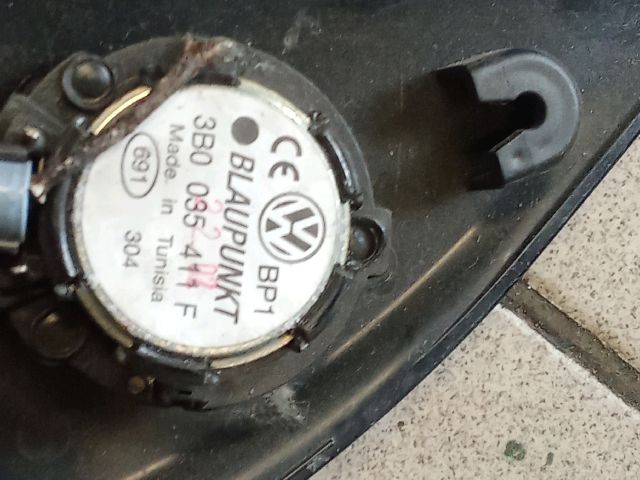 CE BP1
BLAUPUNKT
3B0 035 411 F
Made in Tunisia
691 304